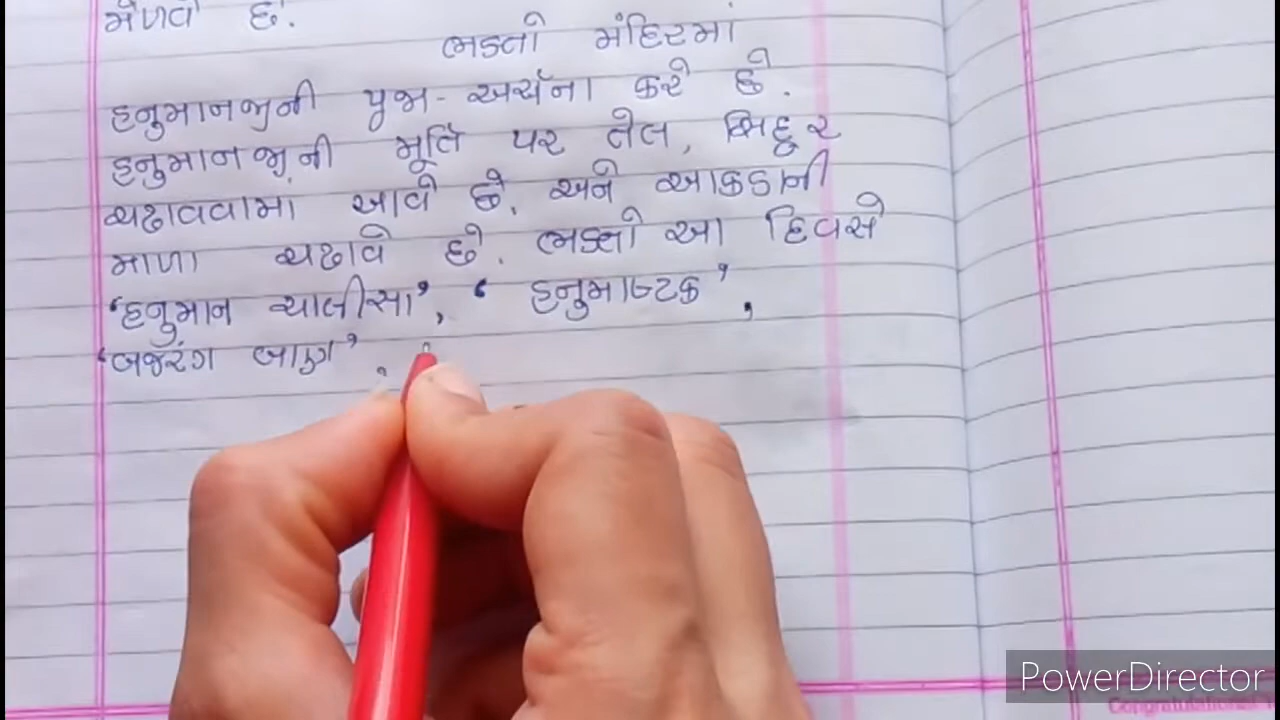 મેળવે છે.
ભક્તો મંદિરમાં
હનુમાનજીની પૂજા-અર્ચના કરે છે.
હનુમાનજીની મૂર્તિ પર તેલ, સિંદૂર
ચઢાવવામાં આવે છે. અને આકડાની
માળા ચઢાવે છે. ભક્તો આ દિવસે
'હનુમાન ચાલીસા', 'હનુમાષ્ટક',
'બજરંગ બાણ',
PowerDirector
Congratulations!